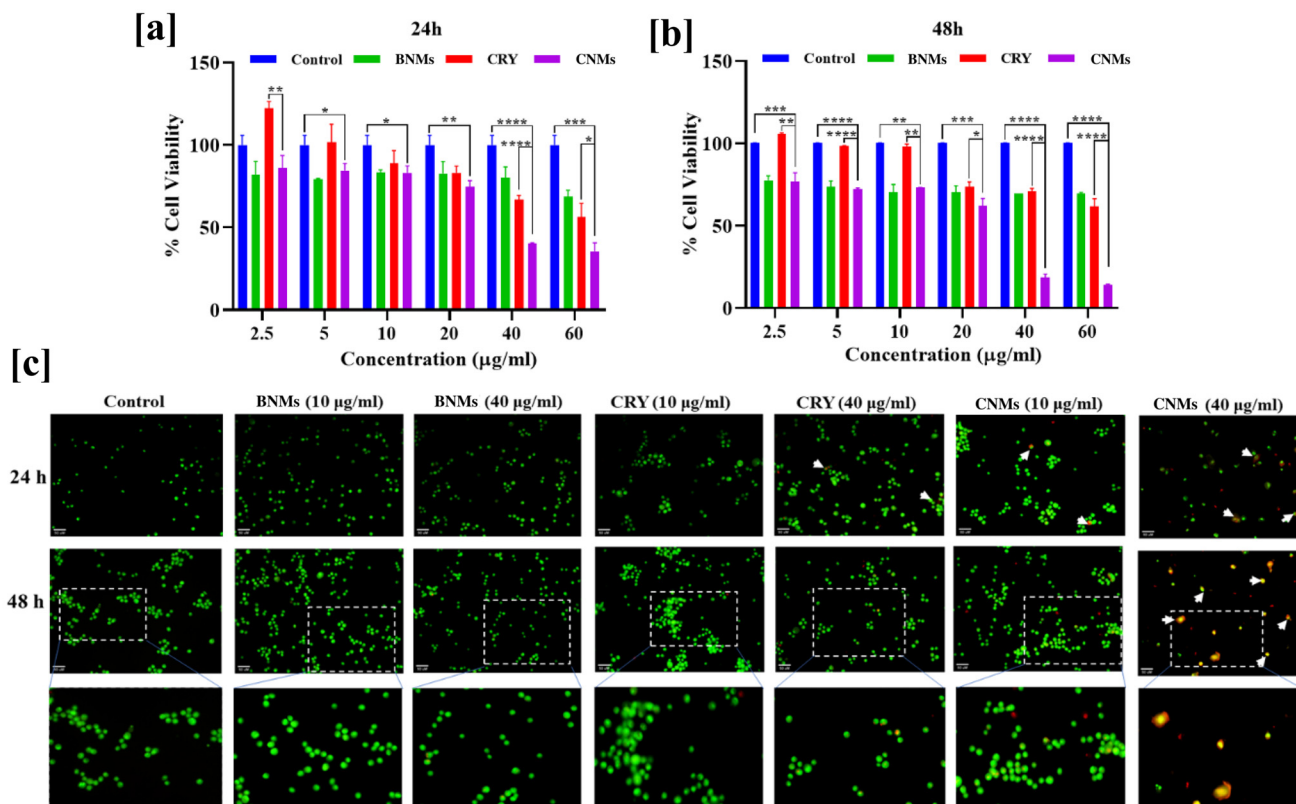 [a]
24h
Control BNMs CRY CNMs
% Cell Viability
150
100
50
0
** * * ** **** **** *** *
2.5 5 10 20 40 60
Concentration (µg/ml)
[b]
48h
Control BNMs CRY CNMs
% Cell Viability
150
100
50
0
*** ** **** **** ** ** *** * **** **** **** ****
2.5 5 10 20 40 60
Concentration (µg/ml)
[c]
Control BNMs (10 µg/ml) BNMs (40 µg/ml) CRY (10 µg/ml) CRY (40 µg/ml) CNMs (10 µg/ml) CNMs (40 µg/ml)
24 h
48 h